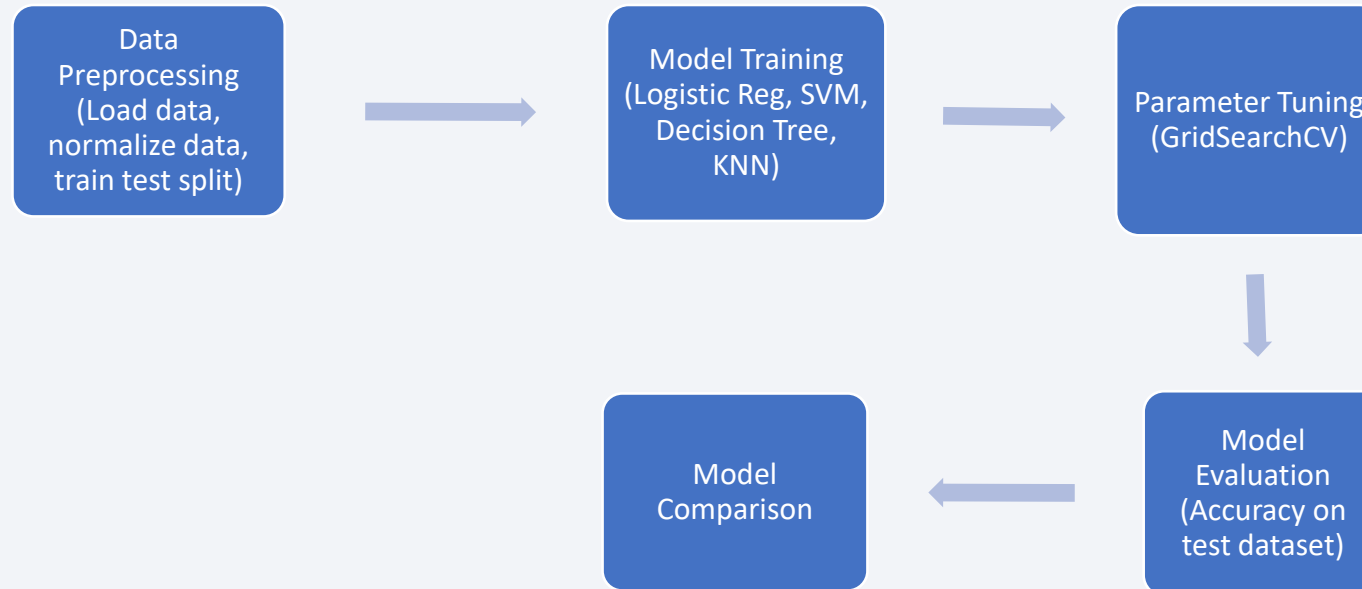 Data
Preprocessing
(Load data,
normalize data,
train test split)
Model Training
(Logistic Reg, SVM,
Decision Tree,
KNN)
Parameter Tuning
(GridSearchCV)
Model
Evaluation
(Accuracy on
test dataset)
Model
Comparison